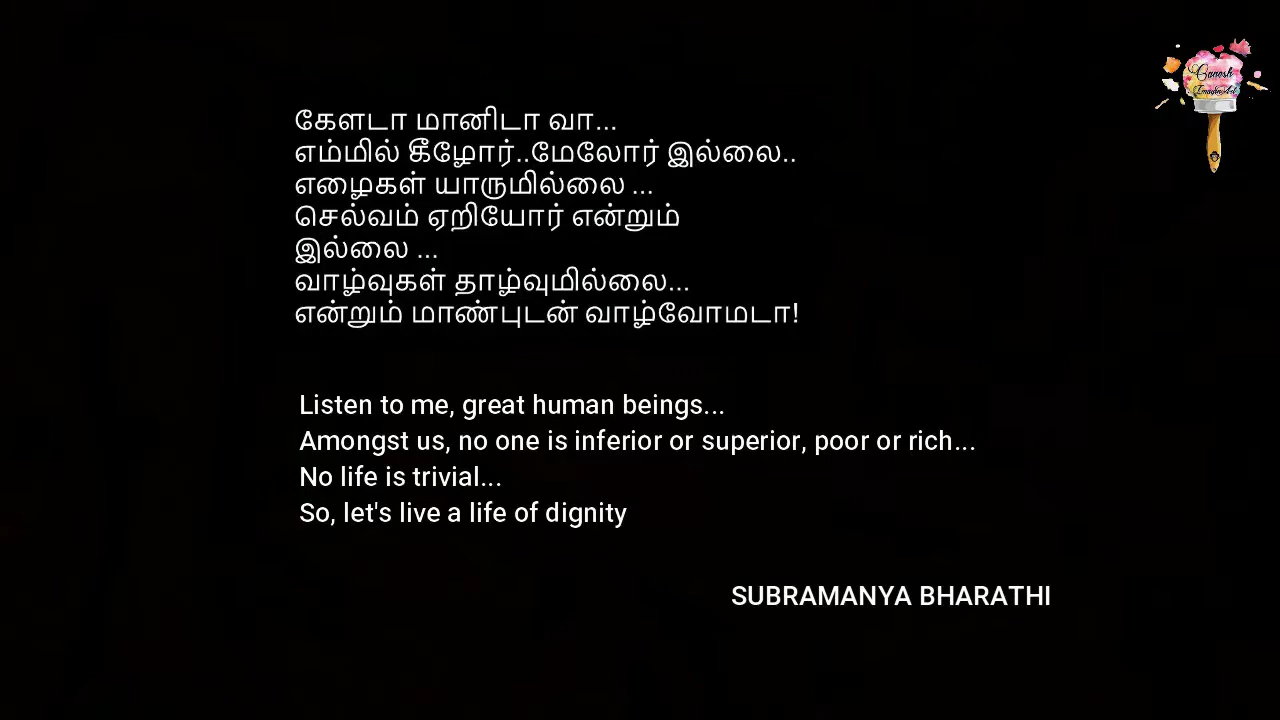 கேளடா மானிடா வா...
எம்மில் கீழோர்..மேலோர் இல்லை..
எழைகள் யாருமில்லை ...
செல்வம் ஏறியோர் என்றும்
இல்லை ...
வாழ்வுகள் தாழ்வுமில்லை...
என்றும் மாண்புடன் வாழ்வோமடா!
Listen to me, great human beings...
Amongst us, no one is inferior or superior, poor or rich...
No life is trivial...
So, let's live a life of dignity
SUBRAMANYA BHARATHI
Ganesh